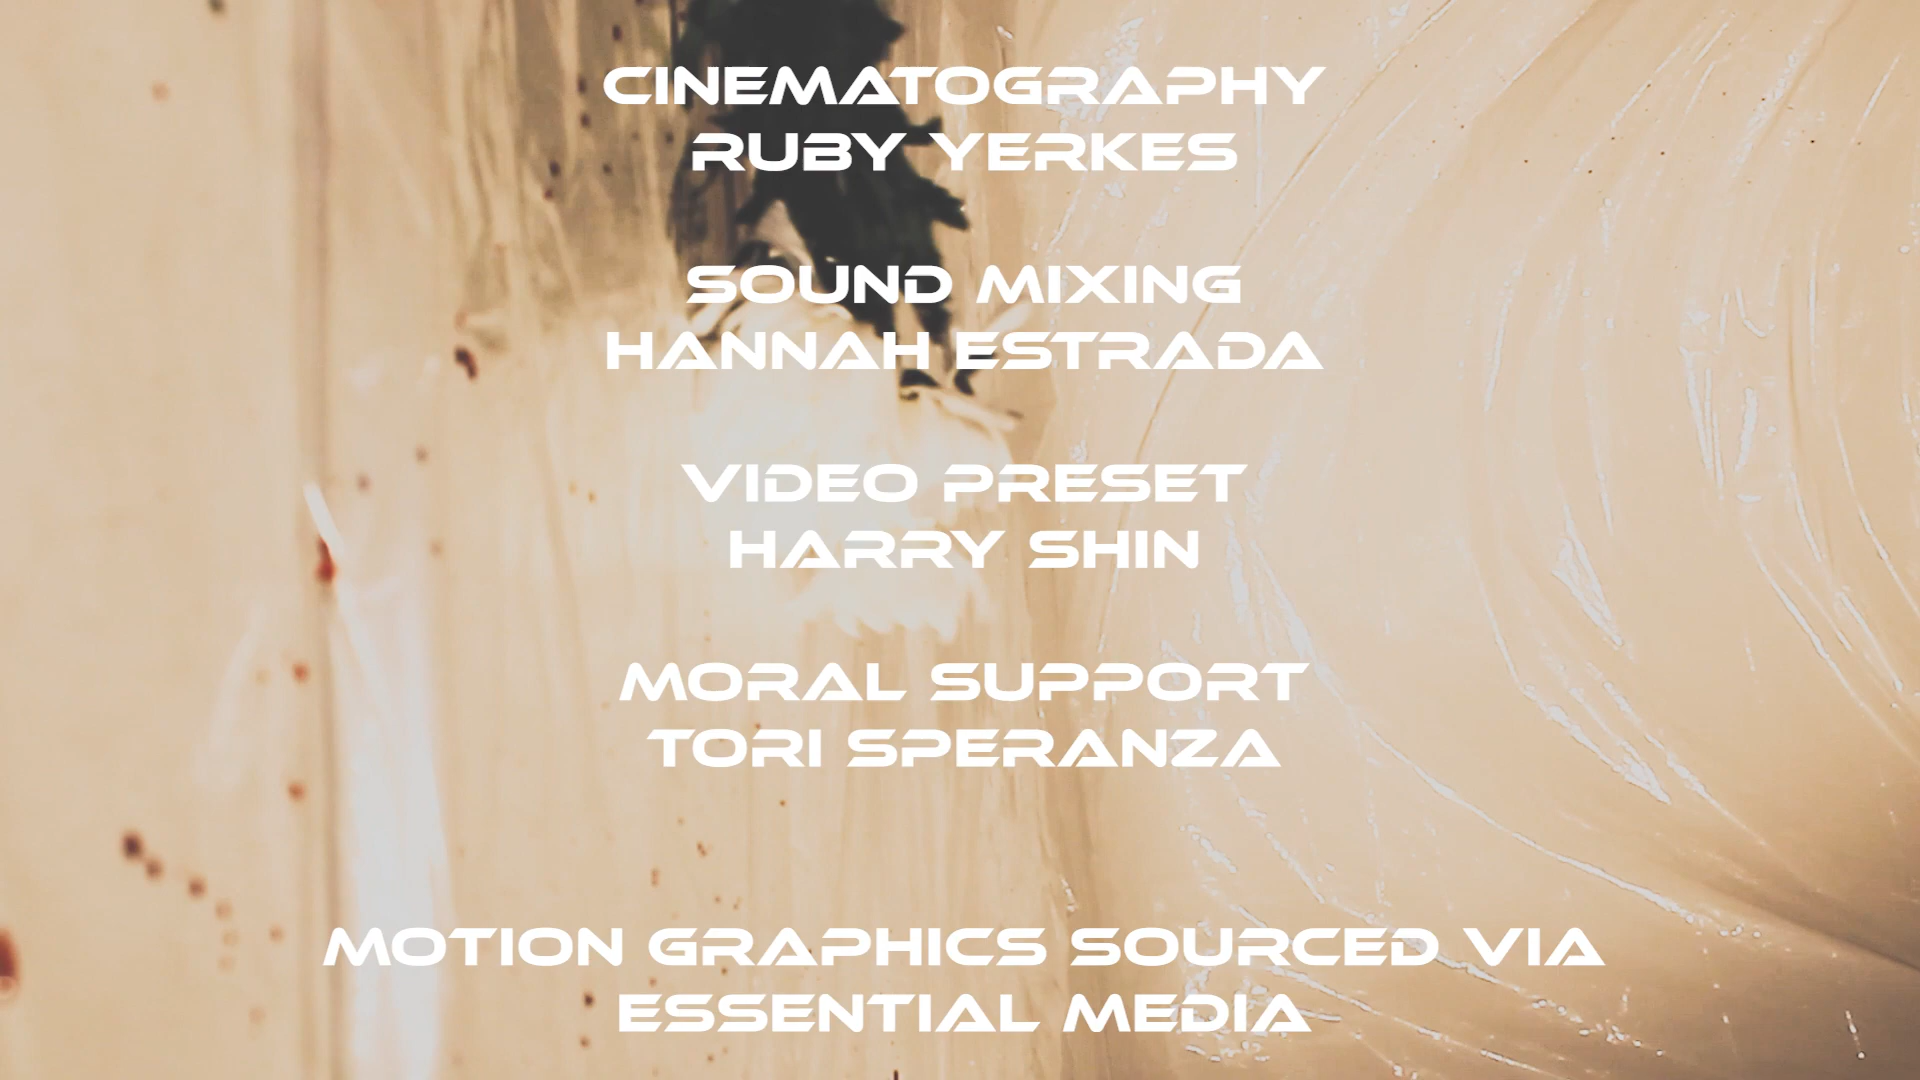 CINEMATOGRAPHY
RUBY YERKES
SOUND MIXING
HANNAH ESTRADA
VIDEO PRESET
HARRY SHIN
MORAL SUPPORT
TORI SPERANZA
MOTION GRAPHICS SOURCED VIA
ESSENTIAL MEDIA